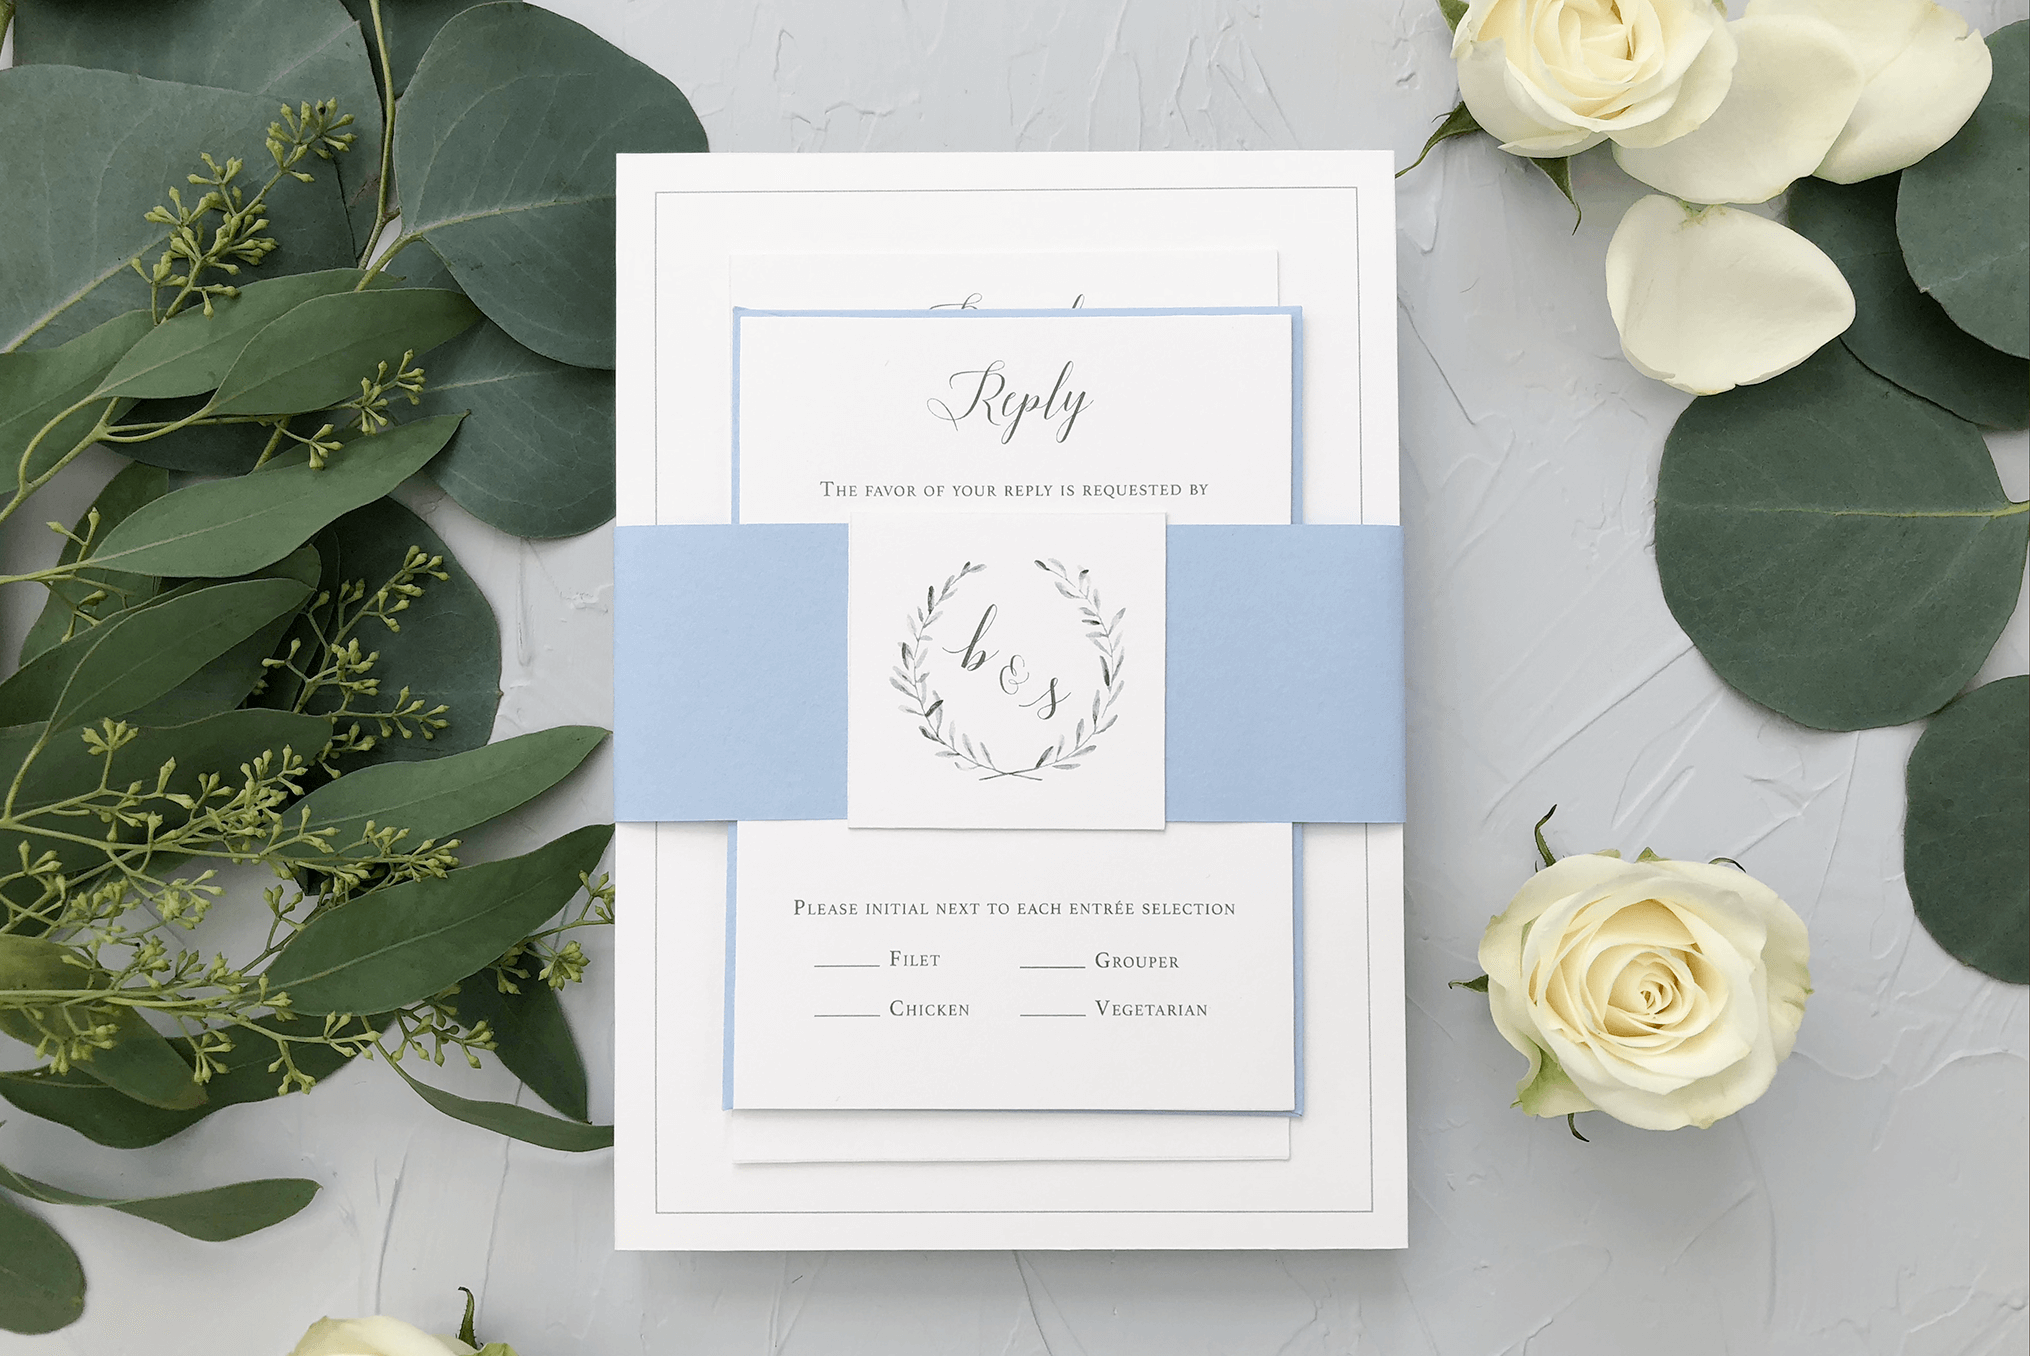 Reply
The favor of your reply is requested by
b & s
Please initial next to each entrée selection
Filet Grouper
Chicken Vegetarian